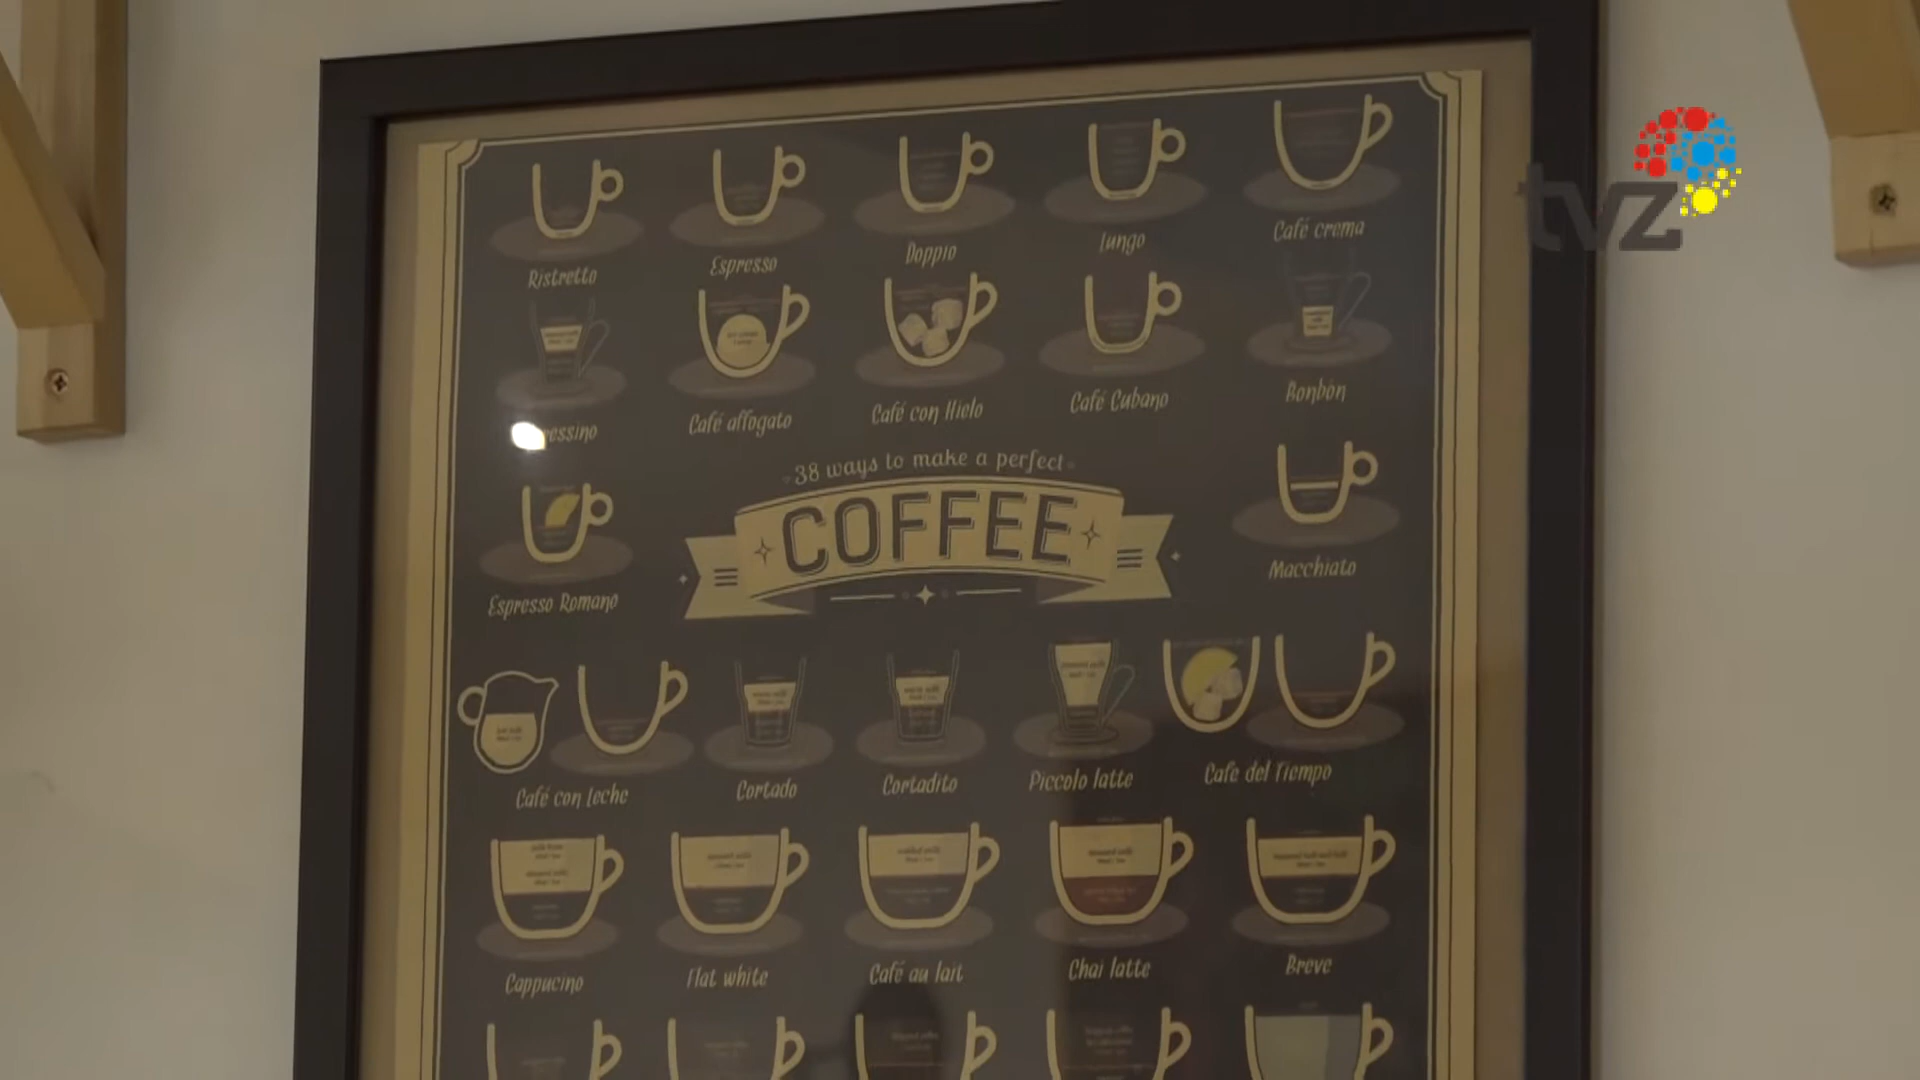 tvz
Ristretto
Espresso
Doppio
Lungo
Café crema
Café affogato
Café con Hielo
Café Cubano
Bonbón
38 ways to make a perfect
COFFEE
Espresso Romano
Macchiato
Café con Leche
Cortado
Cortadito
Piccolo latte
Cafe del Tiempo
Cappucino
Flat white
Café au lait
Chai latte
Breve